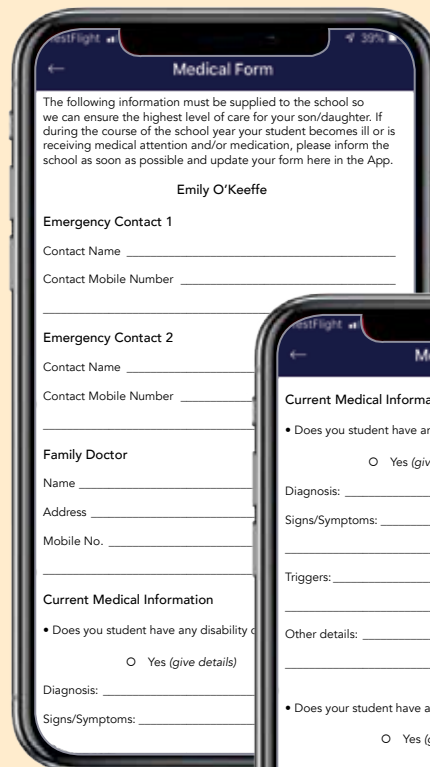 estFlight
39%
←
Medical Form
The following information must be supplied to the school so
we can ensure the highest level of care for your son/daughter. If
during the course of the school year your student becomes ill or is
receiving medical attention and/or medication, please inform the
school as soon as possible and update your form here in the App.
Emily O'Keeffe
Emergency Contact 1
Contact Name
Contact Mobile Number
Emergency Contact 2
Contact Name
Contact Mobile Number
Family Doctor
Name
Address
Mobile No.
Current Medical Information
• Does you student have any disability
O Yes (give details)
Diagnosis:
Signs/Symptoms:
estFlight
←
M
Current Medical Informa
• Does you student have an
O Yes (giv
Diagnosis:
Signs/Symptoms:
Triggers:
Other details:
• Does your student have a
O Yes (